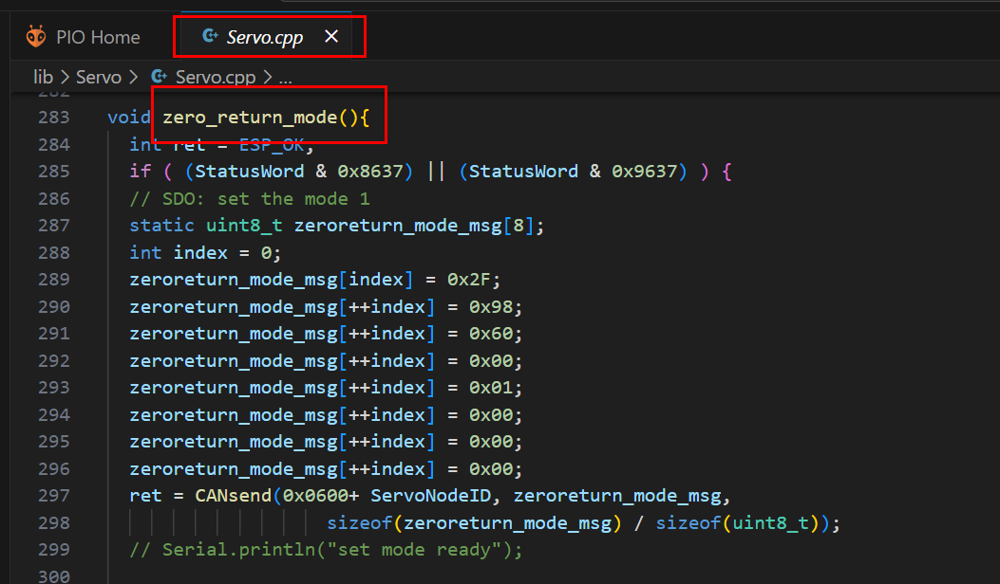 PIO Home
Servo.cpp
lib > Servo > Servo.cpp > ...
282
283 void zero_return_mode(){
284 int ret = ESP_OK;
285 if ( (StatusWord & 0x8637) || (StatusWord & 0x9637) ) {
286 // SDO: set the mode 1
287 static uint8_t zeroreturn_mode_msg[8];
288 int index = 0;
289 zeroreturn_mode_msg[index] = 0x2F;
290 zeroreturn_mode_msg[++index] = 0x98;
291 zeroreturn_mode_msg[++index] = 0x60;
292 zeroreturn_mode_msg[++index] = 0x00;
293 zeroreturn_mode_msg[++index] = 0x01;
294 zeroreturn_mode_msg[++index] = 0x00;
295 zeroreturn_mode_msg[++index] = 0x00;
296 zeroreturn_mode_msg[++index] = 0x00;
297 ret = CANsend(0x0600+ ServoNodeID, zeroreturn_mode_msg,
298 sizeof(zeroreturn_mode_msg) / sizeof(uint8_t));
299 // Serial.println("set mode ready");
300